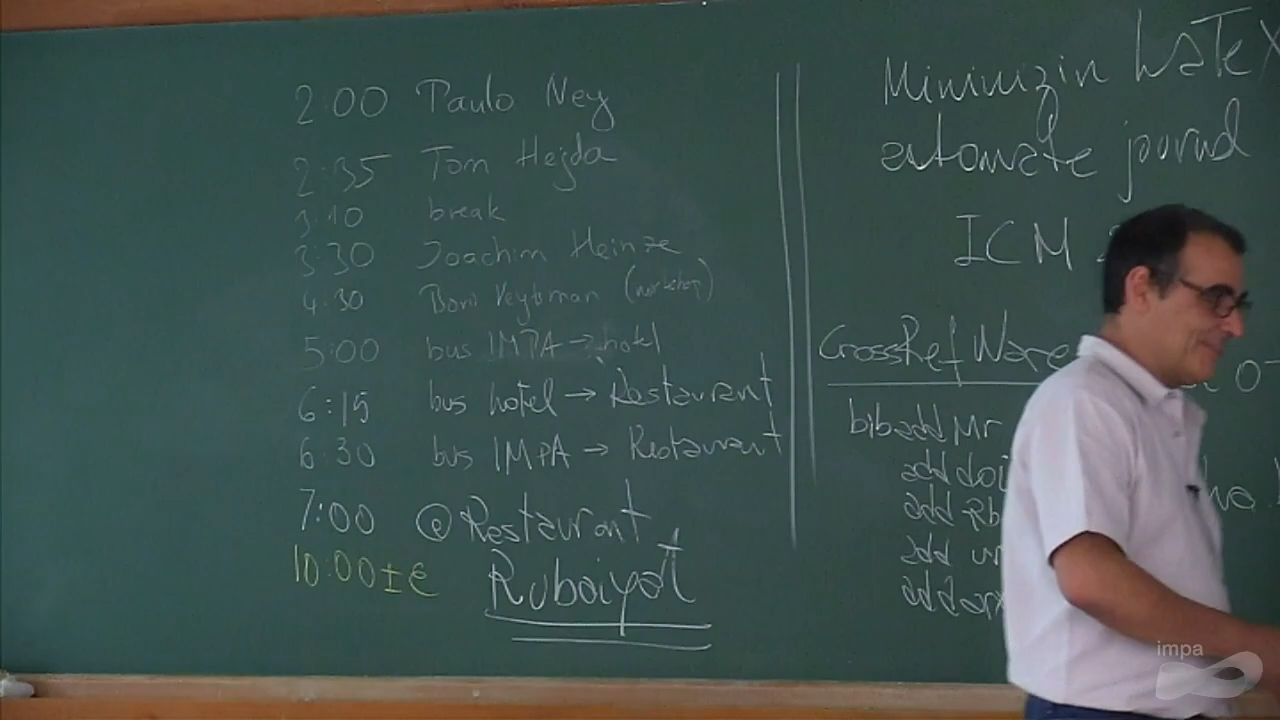 2:00 Paulo Ney
2:35 Tom Hejda
3:10 break
3:30 Joachim Heinze
4:30 Boris Veytsman (workshop)
5:00 bus IMPA → hotel
6:15 bus hotel → Restaurant
6:30 bus IMPA → Restaurant
7:00 @Restaurant
10:00±ϵ Rubaiyat
Minimizin LaTeX
automate journal
ICM
CrossRef Ware
bibadd Mr
add doi
add
add ur
add arx
impa